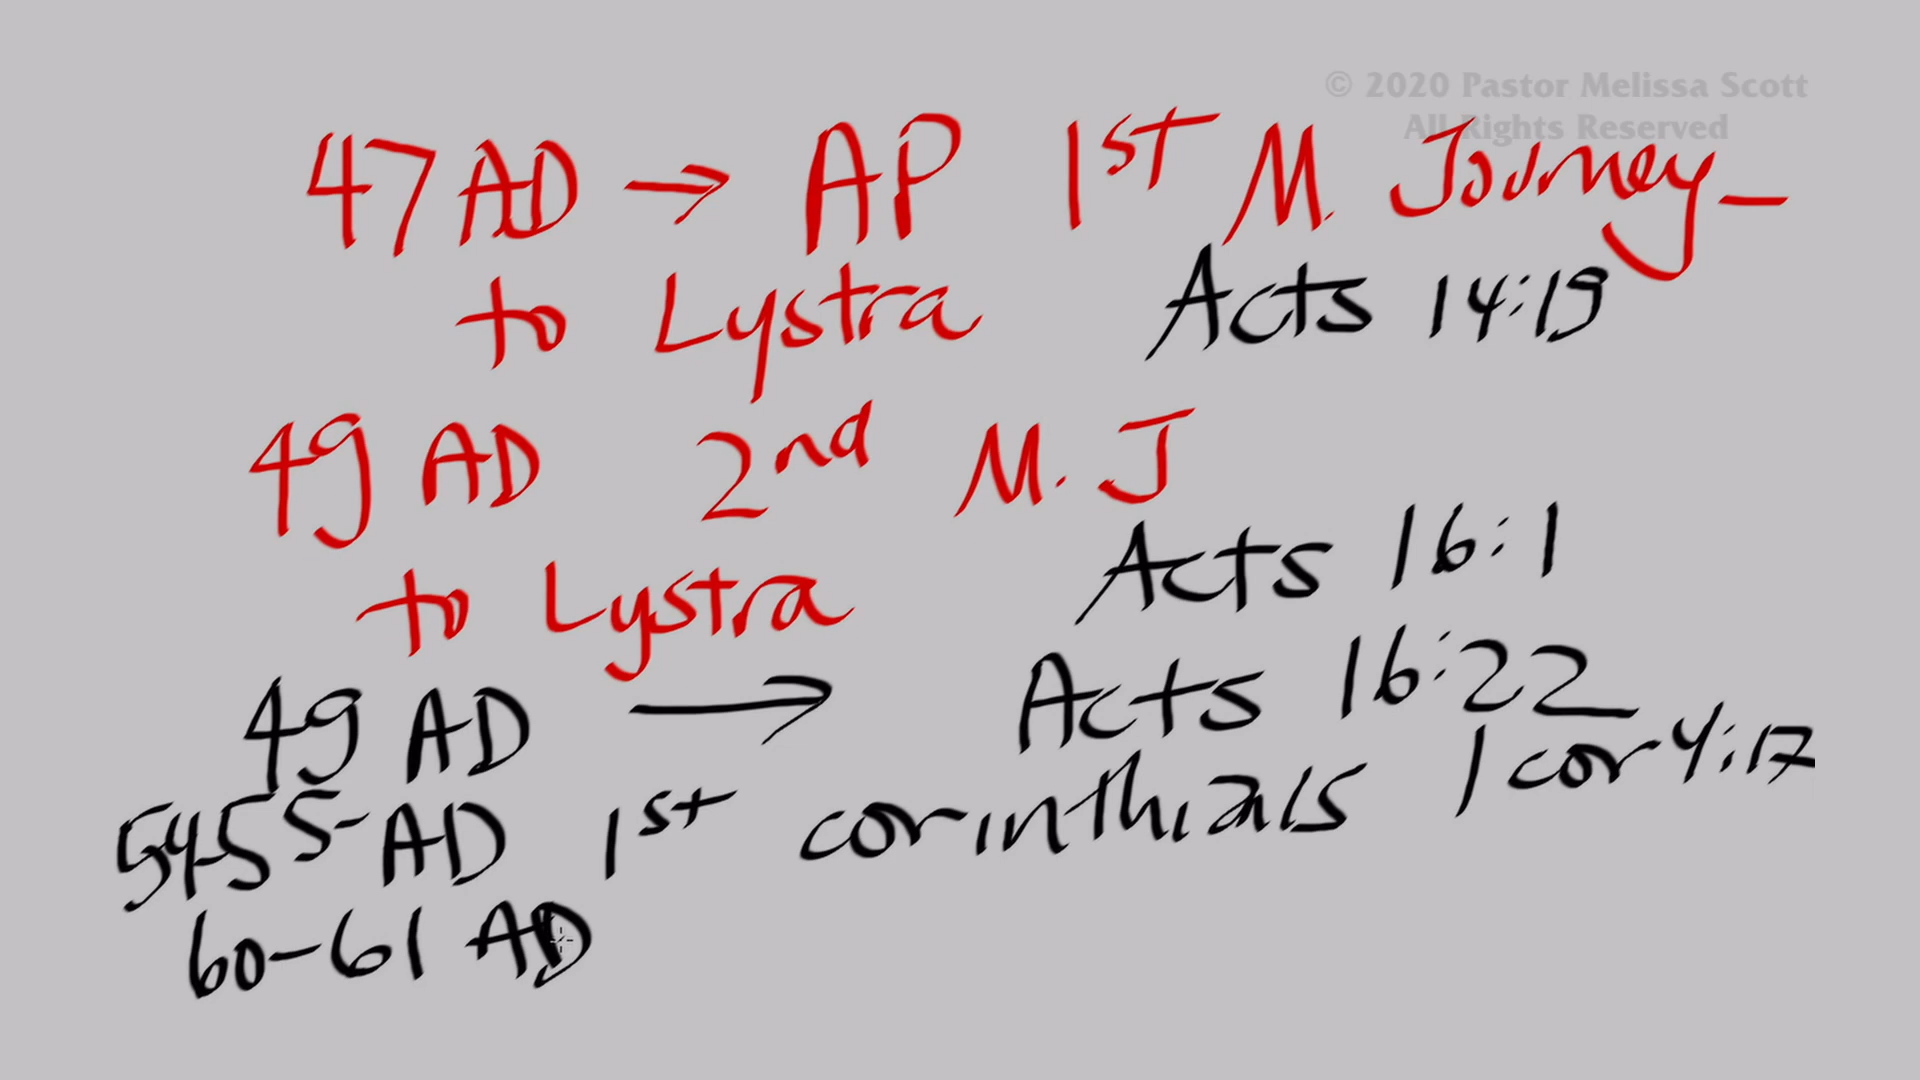 © 2020 Pastor Melissa Scott
All Rights Reserved
47 AD → AP 1st M. Journey -
to Lystra Acts 14:19
49 AD 2nd M. J
to Lystra Acts 16:1
49 AD → Acts 16:22
54-55 AD 1st corinthians 1 cor 4:17
60-61 AD